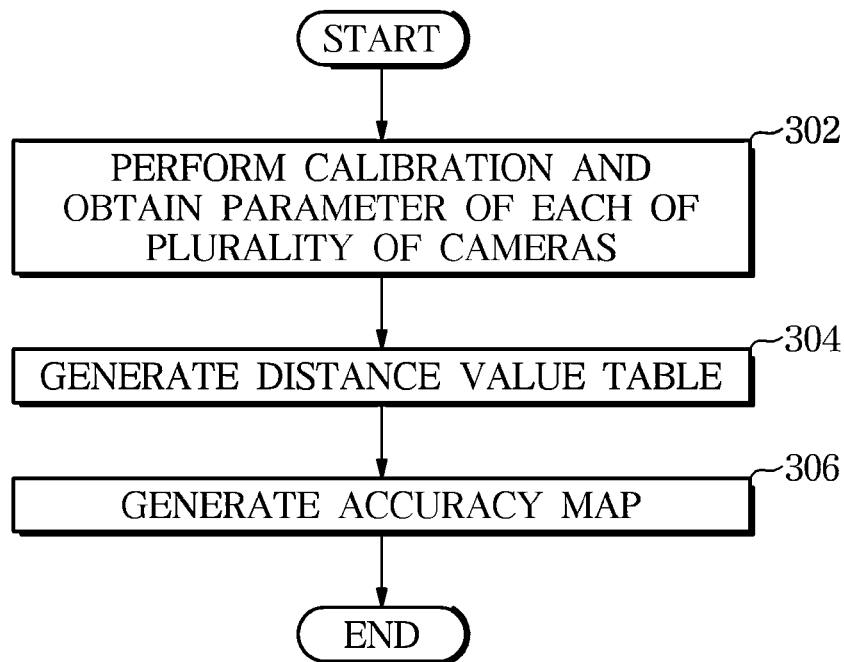 START
302
PERFORM CALIBRATION AND
OBTAIN PARAMETER OF EACH OF
PLURALITY OF CAMERAS
304
GENERATE DISTANCE VALUE TABLE
306
GENERATE ACCURACY MAP
END